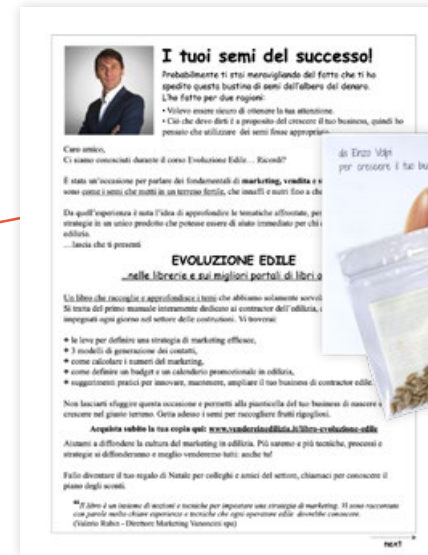 I tuoi semi del successo!
Probabilmente ti stai meravigliando del fatto che ti ho
spedito questa bustina di semi dell'albero del denaro.
L'ho fatto per due ragioni:
• Volevo essere sicuro di ottenere la tua attenzione.
• Ciò che devo dirti è a proposito del crescere il tuo business, quindi ho
pensato che utilizzare dei semi fosse appropriato.
Caro amico,
Ci siamo conosciuti durante il corso Evoluzione Edile… Ricordi?
È stata un'occasione per parlare dei fondamentali di marketing, vendita e
sono come i semi che metti in un terreno fertile, che innaffi e nutri fino a che
Da quell'esperienza è nata l'idea di approfondire le tematiche affrontate,
strategie in un unico prodotto che potesse essere di aiuto immediato per chi
edilizia.
…lascia che ti presenti
EVOLUZIONE EDILE
…nelle librerie e sui migliori portali di libri
Un libro che raccoglie e approfondisce i temi che abbiamo solamente
Si tratta del primo manuale interamente dedicato ai contractor dell'edilizia,
impegnati ogni giorno nel settore delle costruzioni. Vi troverai:
+ le leve per definire una strategia di marketing efficace,
+ 3 modelli di generazione dei contatti,
+ come calcolare i numeri del marketing,
+ come definire un budget e un calendario promozionale in edilizia,
+ suggerimenti pratici per innovare, mantenere, ampliare il tuo business di contractor edile.
Non lasciarti sfuggire questa occasione e permetti alla pianticella del tuo business di nascere e
crescere nel giusto terreno. Getta adesso i semi per raccogliere frutti rigogliosi.
Acquista subito la tua copia qui: www.vendereinedilizia.it/libro-evoluzione-edile
Aiutami a diffondere la cultura del marketing in edilizia. Più saremo e più tecniche, processi e
strategie si diffonderanno e meglio venderemo tutti: anche tu!
Fallo diventare il tuo regalo di Natale per colleghi e amici del settore, chiamaci per conoscere il
piano degli sconti.
"Il libro è un insieme di nozioni e tecniche per impostare una strategia di marketing. Vi sono raccontate
con parole molto chiare esperienze e tecniche che ogni operatore edile dovrebbe conoscere.
(Valerio Rubin - Direttore Marketing Vanoncini spa)
next
da Enzo Volpi
per crescere il tuo